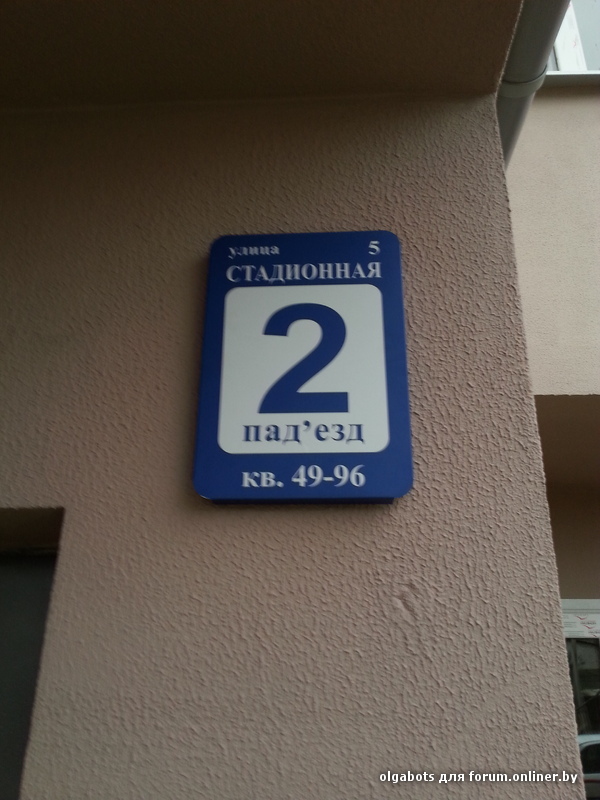 улица 5
СТАДИОННАЯ
2
пад’езд
кв. 49-96
olgabots для forum.onliner.by